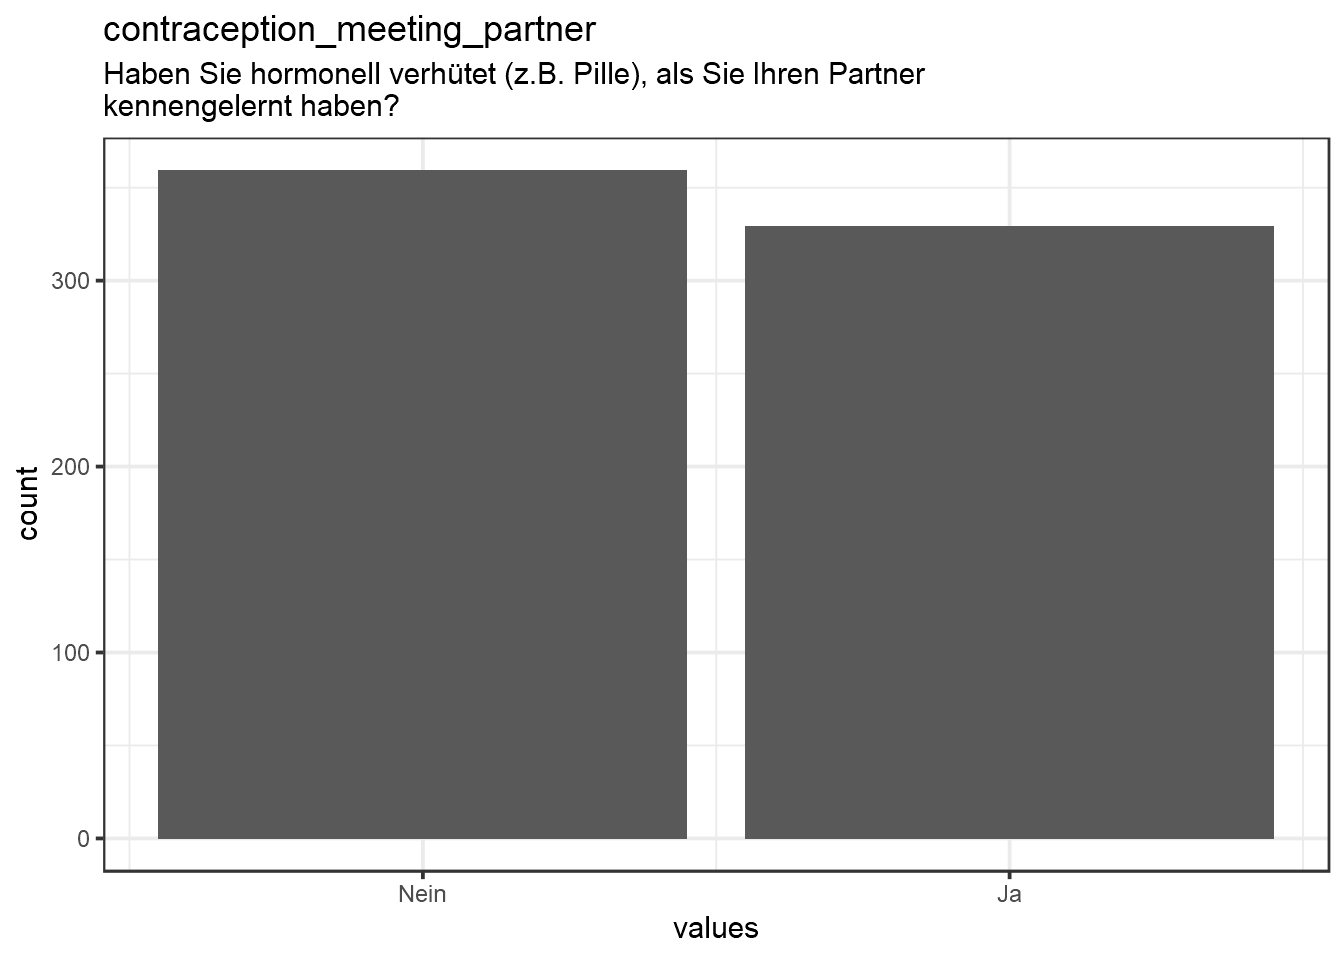 contraception_meeting_partner
Haben Sie hormonell verhütet (z.B. Pille), als Sie Ihren Partner
kennengelernt haben?
300
200
100
0
count
Nein
Ja
values